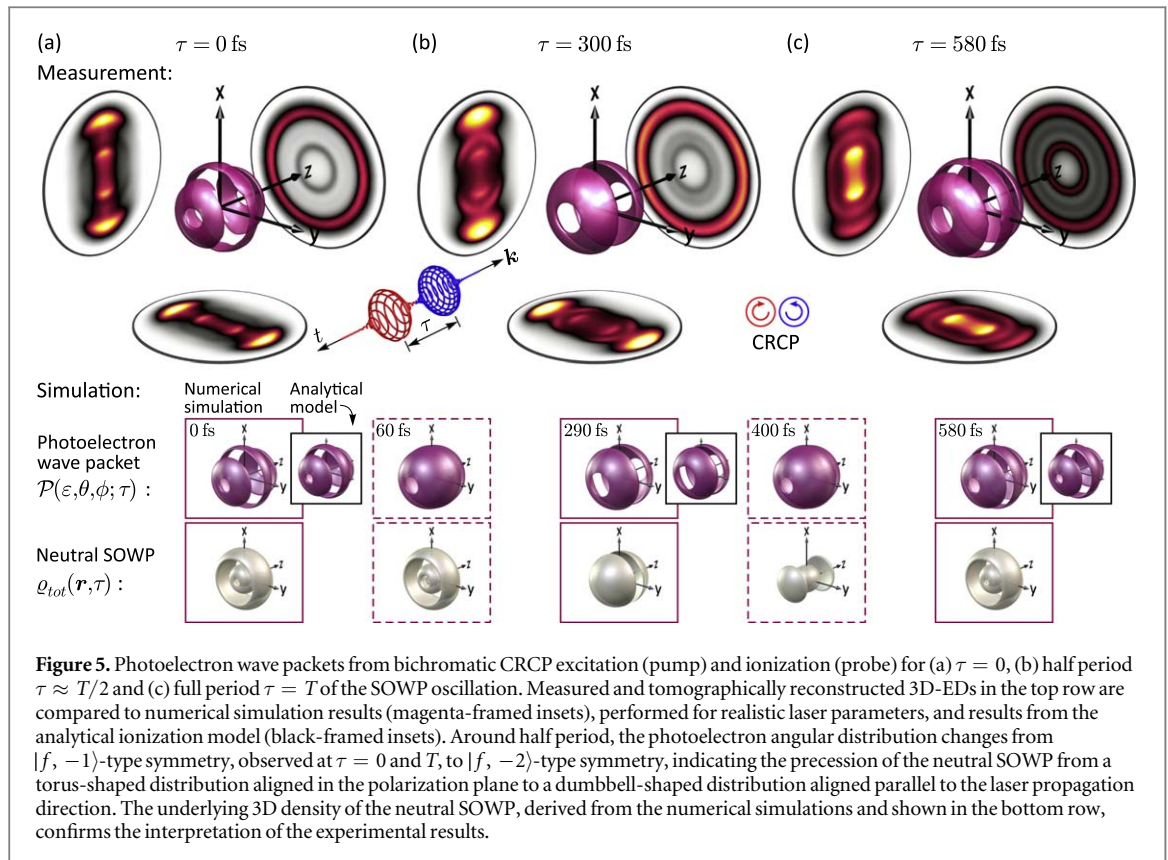 (a) τ = 0 fs (b) τ = 300 fs (c) τ = 580 fs
Measurement:
x x x
z z z
y y y
k
t τ
CRCP
Simulation:
Numerical simulation
Analytical model
0 fs 60 fs 290 fs 400 fs 580 fs
Photoelectron
wave packet
𝒫(ε,θ,ϕ; τ) :
x z y x z y x z y x z y x z y x z y x z y x z y
Neutral SOWP
ϱtot(r,τ) :
x z y x z y x z y x z y x z y
Figure 5. Photoelectron wave packets from bichromatic CRCP excitation (pump) and ionization (probe) for (a) τ = 0, (b) half period
τ ≈ T/2 and (c) full period τ = T of the SOWP oscillation. Measured and tomographically reconstructed 3D-EDs in the top row are
compared to numerical simulation results (magenta-framed insets), performed for realistic laser parameters, and results from the
analytical ionization model (black-framed insets). Around half period, the photoelectron angular distribution changes from
|f, −1⟩-type symmetry, observed at τ = 0 and T, to |f, −2⟩-type symmetry, indicating the precession of the neutral SOWP from a
torus-shaped distribution aligned in the polarization plane to a dumbbell-shaped distribution aligned parallel to the laser propagation
direction. The underlying 3D density of the neutral SOWP, derived from the numerical simulations and shown in the bottom row,
confirms the interpretation of the experimental results.